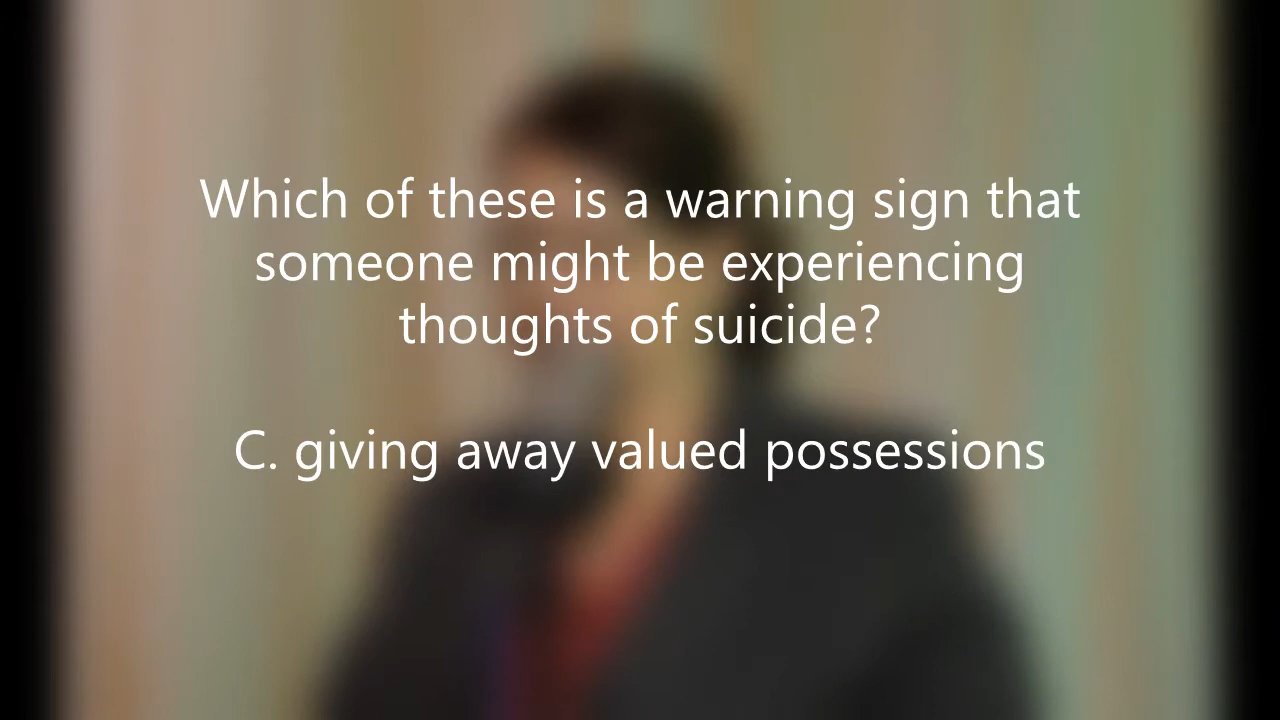 Which of these is a warning sign that
someone might be experiencing
thoughts of suicide?
C. giving away valued possessions